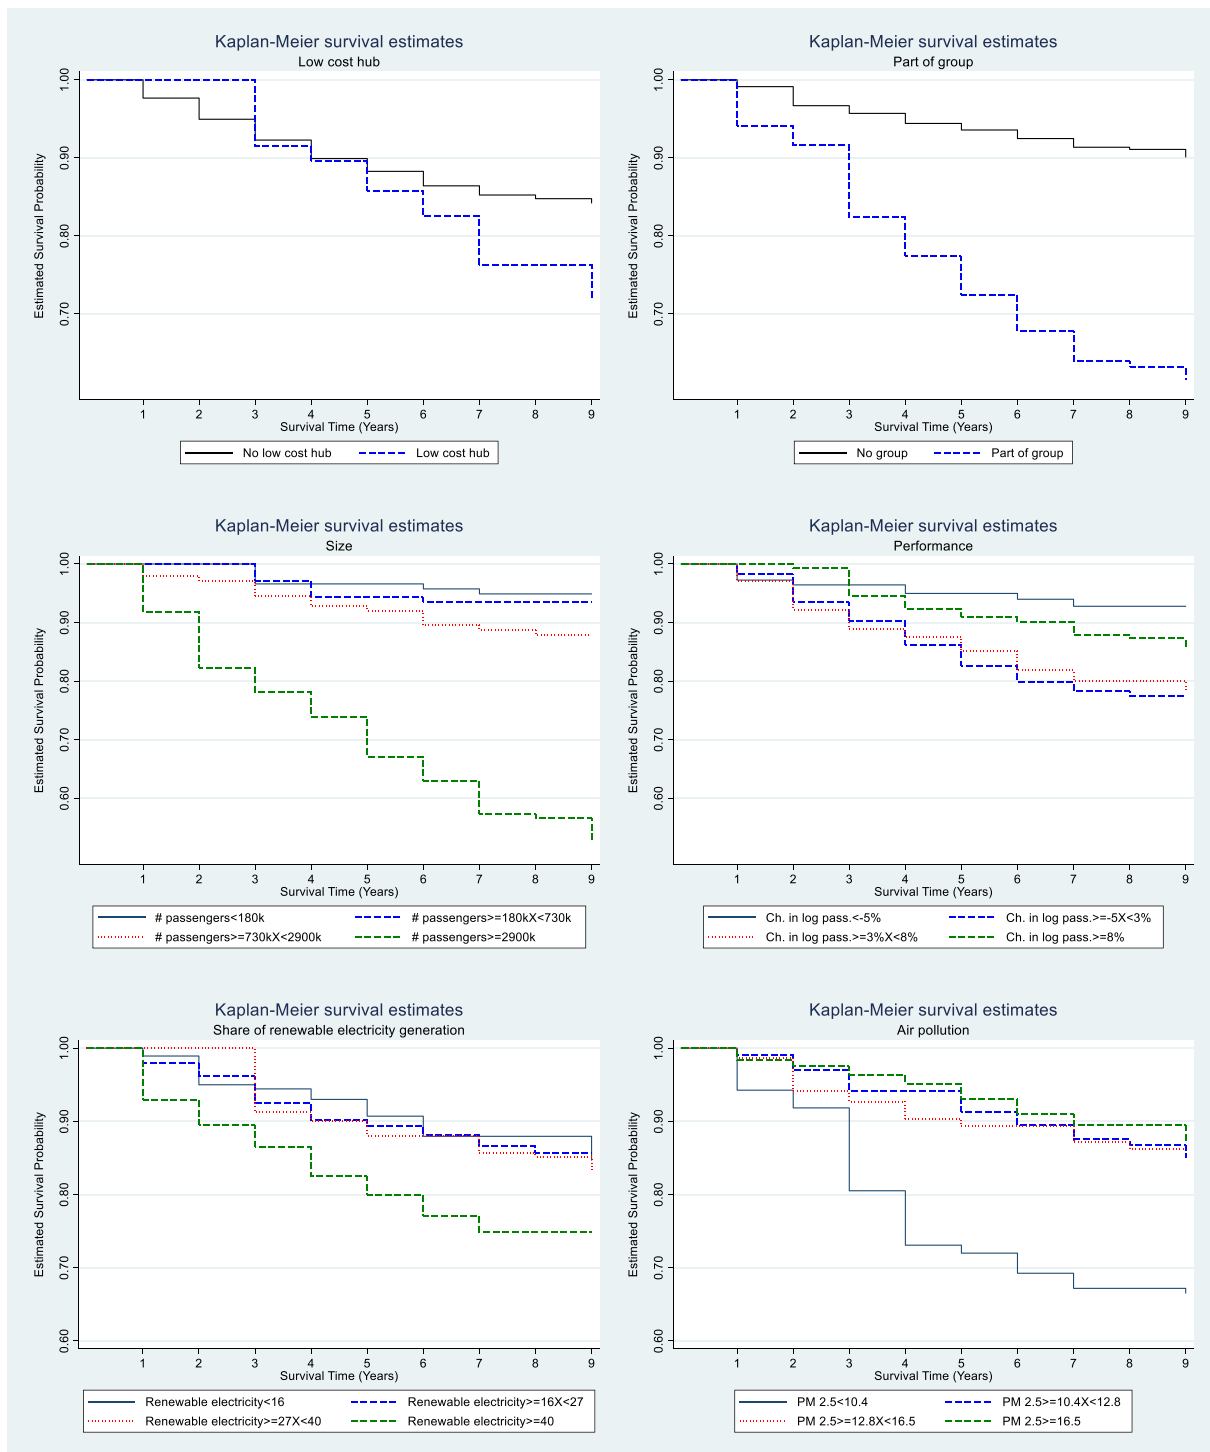 Kaplan-Meier survival estimates
Low cost hub
Estimated Survival Probability
1.00
0.90
0.80
0.70
1 2 3 4 5 6 7 8 9
Survival Time (Years)
No low cost hub Low cost hub
Kaplan-Meier survival estimates
Part of group
Estimated Survival Probability
1.00
0.90
0.80
0.70
1 2 3 4 5 6 7 8 9
Survival Time (Years)
No group Part of group
Kaplan-Meier survival estimates
Size
Estimated Survival Probability
1.00
0.90
0.80
0.70
0.60
1 2 3 4 5 6 7 8 9
Survival Time (Years)
# passengers<180k # passengers>=180kX<730k
# passengers>=730kX<2900k # passengers>=2900k
Kaplan-Meier survival estimates
Performance
Estimated Survival Probability
1.00
0.90
0.80
0.70
0.60
1 2 3 4 5 6 7 8 9
Survival Time (Years)
Ch. in log pass.<-5% Ch. in log pass.>=-5X<3%
Ch. in log pass.>=3%X<8% Ch. in log pass.>=8%
Kaplan-Meier survival estimates
Share of renewable electricity generation
Estimated Survival Probability
1.00
0.90
0.80
0.70
0.60
1 2 3 4 5 6 7 8 9
Survival Time (Years)
Renewable electricity<16 Renewable electricity>=16X<27
Renewable electricity>=27X<40 Renewable electricity>=40
Kaplan-Meier survival estimates
Air pollution
Estimated Survival Probability
1.00
0.90
0.80
0.70
0.60
1 2 3 4 5 6 7 8 9
Survival Time (Years)
PM 2.5<10.4 PM 2.5>=10.4X<12.8
PM 2.5>=12.8X<16.5 PM 2.5>=16.5